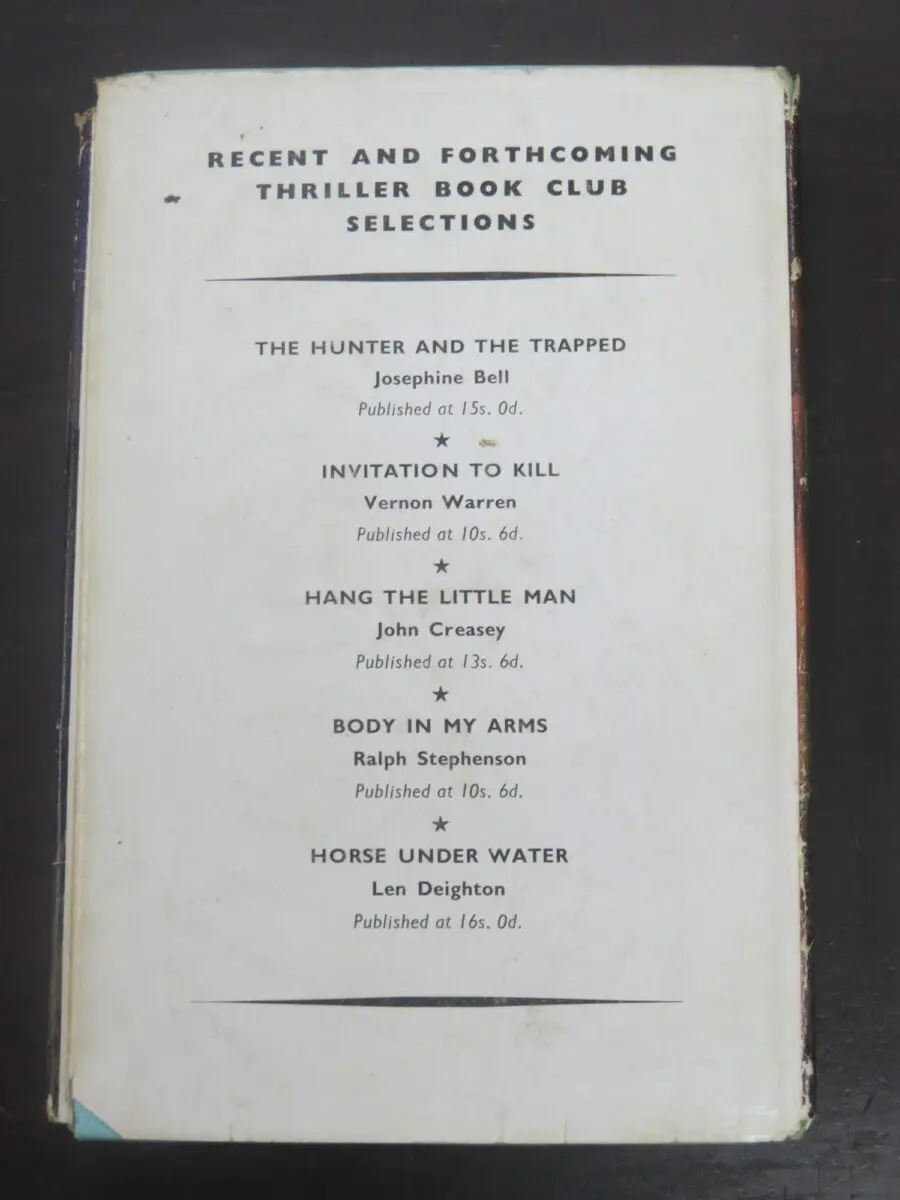 RECENT AND FORTHCOMING
THRILLER BOOK CLUB
SELECTIONS
THE HUNTER AND THE TRAPPED
Josephine Bell
Published at 15s. 0d.
★
INVITATION TO KILL
Vernon Warren
Published at 10s. 6d.
★
HANG THE LITTLE MAN
John Creasey
Published at 13s. 6d.
★
BODY IN MY ARMS
Ralph Stephenson
Published at 10s. 6d.
★
HORSE UNDER WATER
Len Deighton
Published at 16s. 0d.